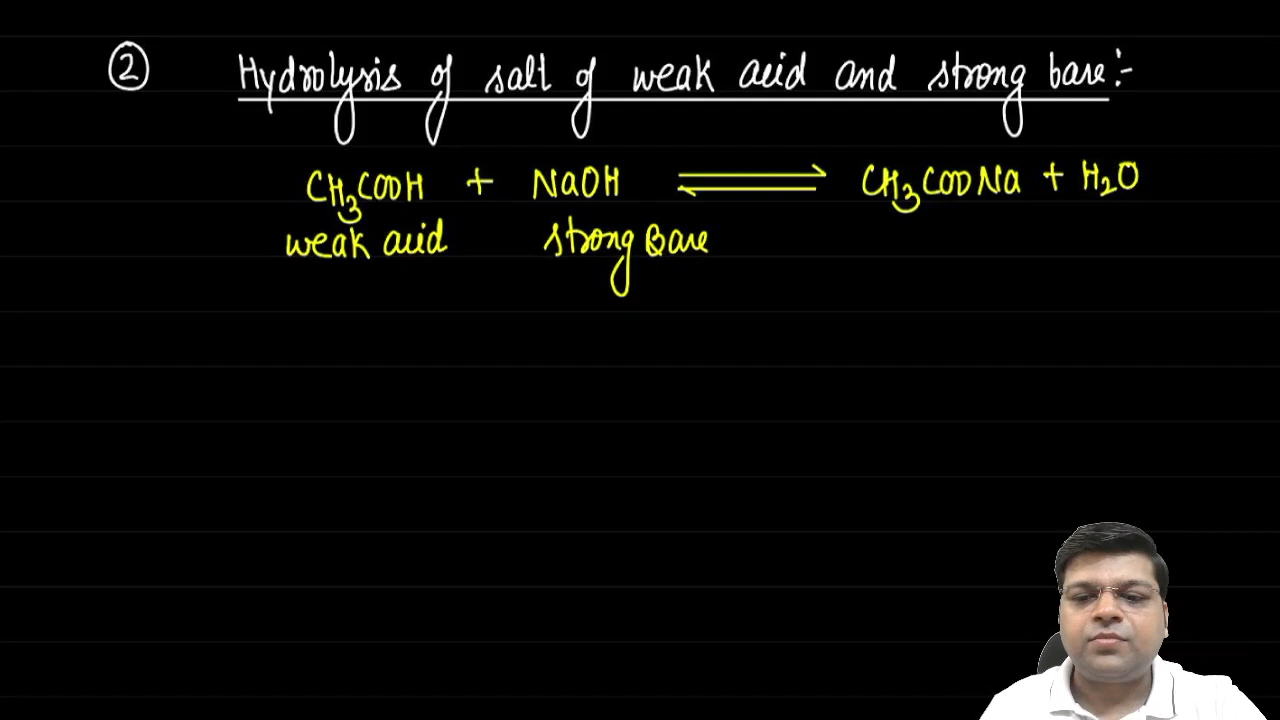 ② Hydrolysis of salt of weak acid and strong base:-
CH₃COOH + NaOH ⇌ CH₃COONa + H₂O
weak acid strong Base